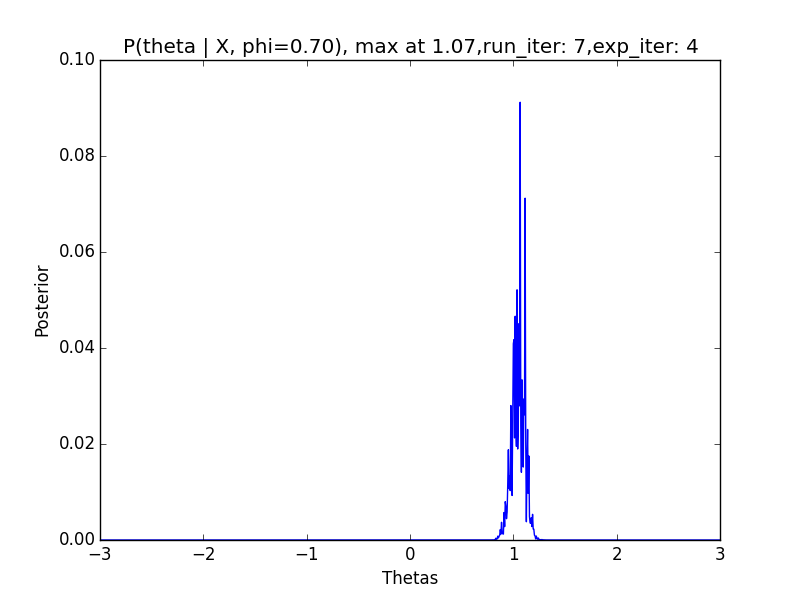 P(theta | X, phi=0.70), max at 1.07,run_iter: 7,exp_iter: 4
0.10
0.08
0.06
0.04
0.02
0.00
Posterior
−3 −2 −1 0 1 2 3
Thetas